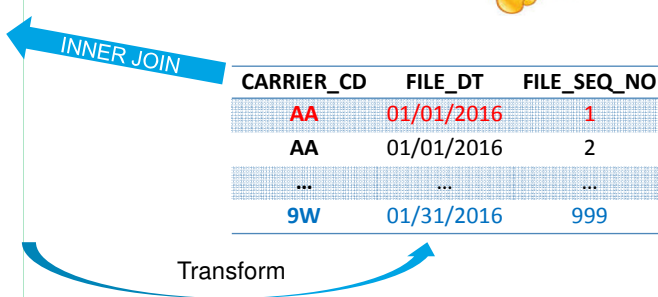 INNER JOIN
CARRIER_CD FILE_DT FILE_SEQ_NO
AA 01/01/2016 1
AA 01/01/2016 2
... ... ...
9W 01/31/2016 999
Transform